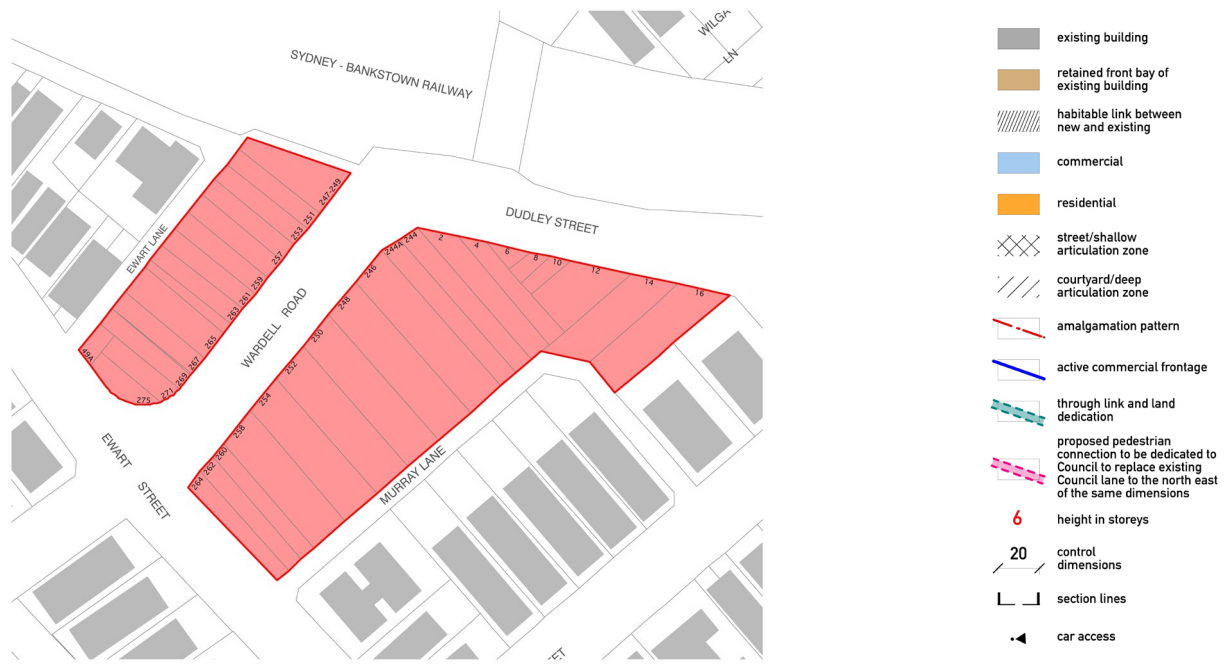 WILGA
LN
SYDNEY - BANKSTOWN RAILWAY
DUDLEY STREET
EWART LANE
WARDELL ROAD
MURRAY LANE
EWART
STREET
247-249
251
253
257
259
261
263
265
267
269
271
275
49A
244A
244
2
4
6
8
10
12
14
16
246
248
250
252
254
258
260
262
264
existing building
retained front bay of
existing building
habitable link between
new and existing
commercial
residential
street/shallow
articulation zone
courtyard/deep
articulation zone
amalgamation pattern
active commercial frontage
through link and land
dedication
proposed pedestrian
connection to be dedicated to
Council to replace existing
Council lane to the north east
of the same dimensions
6
height in storeys
20
control
dimensions
section lines
car access